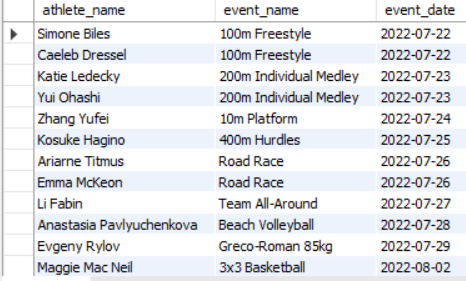 athlete_name event_name event_date
Simone Biles 100m Freestyle 2022-07-22
Caeleb Dressel 100m Freestyle 2022-07-22
Katie Ledecky 200m Individual Medley 2022-07-23
Yui Ohashi 200m Individual Medley 2022-07-23
Zhang Yufei 10m Platform 2022-07-24
Kosuke Hagino 400m Hurdles 2022-07-25
Ariarne Titmus Road Race 2022-07-26
Emma McKeon Road Race 2022-07-26
Li Fabin Team All-Around 2022-07-27
Anastasia Pavlyuchenkova Beach Volleyball 2022-07-28
Evgeny Rylov Greco-Roman 85kg 2022-07-29
Maggie Mac Neil 3x3 Basketball 2022-08-02